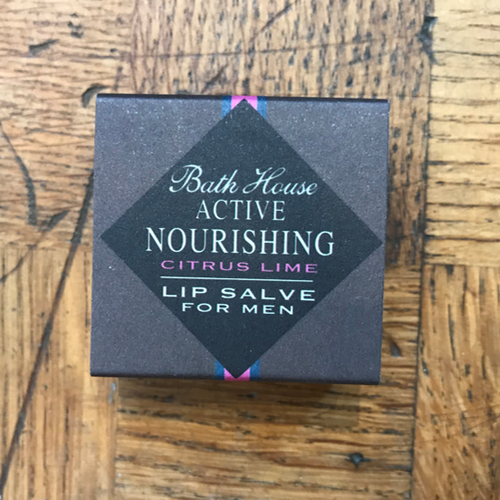 Bath House
ACTIVE
NOURISHING
CITRUS LIME
LIP SALVE
FOR MEN